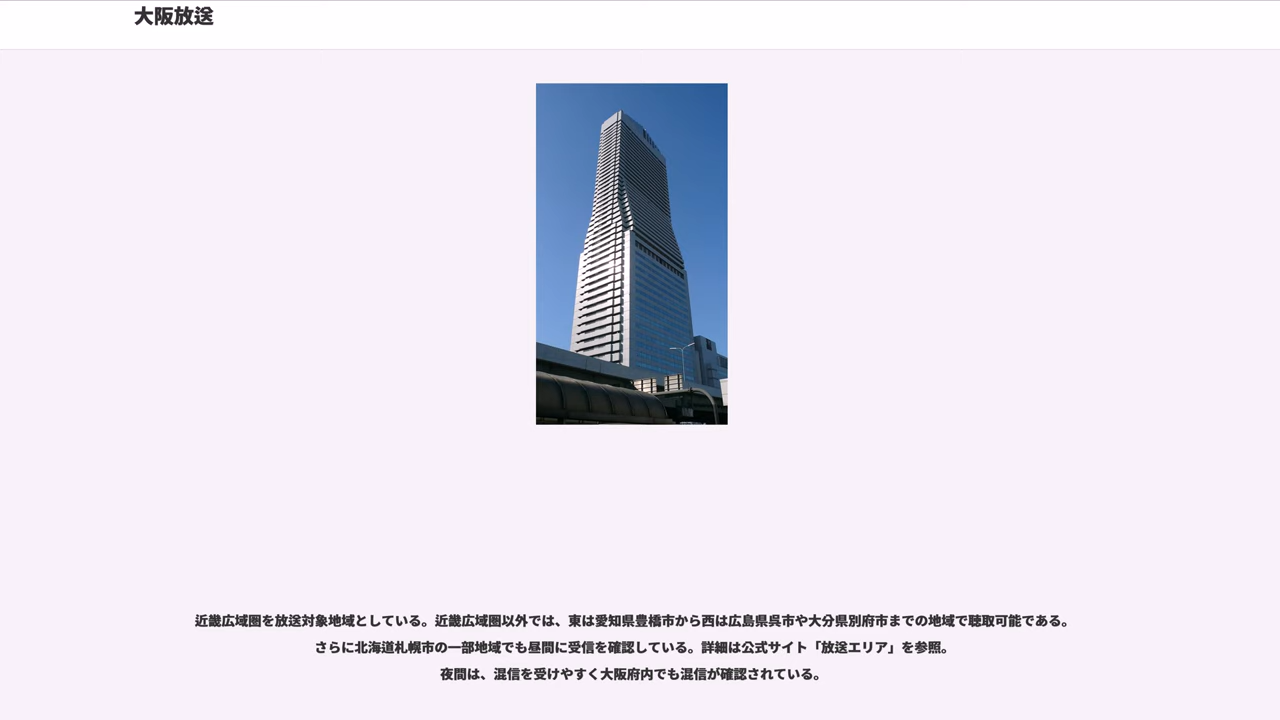 大阪放送
近畿広域圏を放送対象地域としている。近畿広域圏以外では、東は愛知県豊橋市から西は広島県呉市や大分県別府市までの地域で聴取可能である。
さらに北海道札幌市の一部地域でも昼間に受信を確認している。詳細は公式サイト「放送エリア」を参照。
夜間は、混信を受けやすく大阪府内でも混信が確認されている。